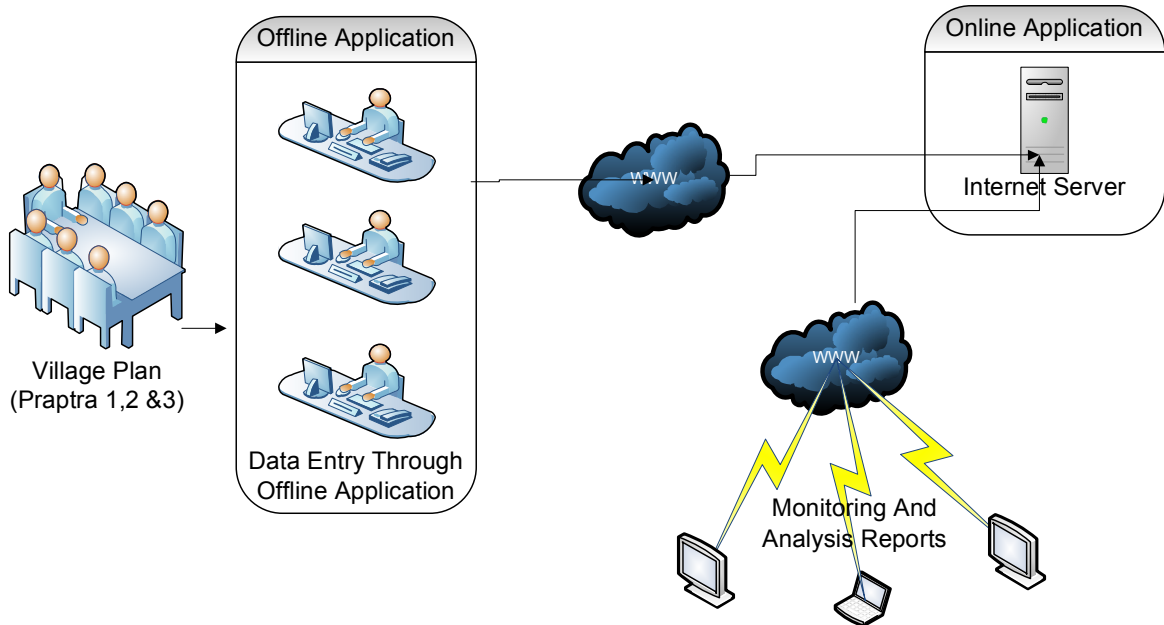 Offline Application
Online Application
WWW
Internet Server
Village Plan
(Praptra 1,2 &3)
WWW
Data Entry Through
Offline Application
Monitoring And
Analysis Reports